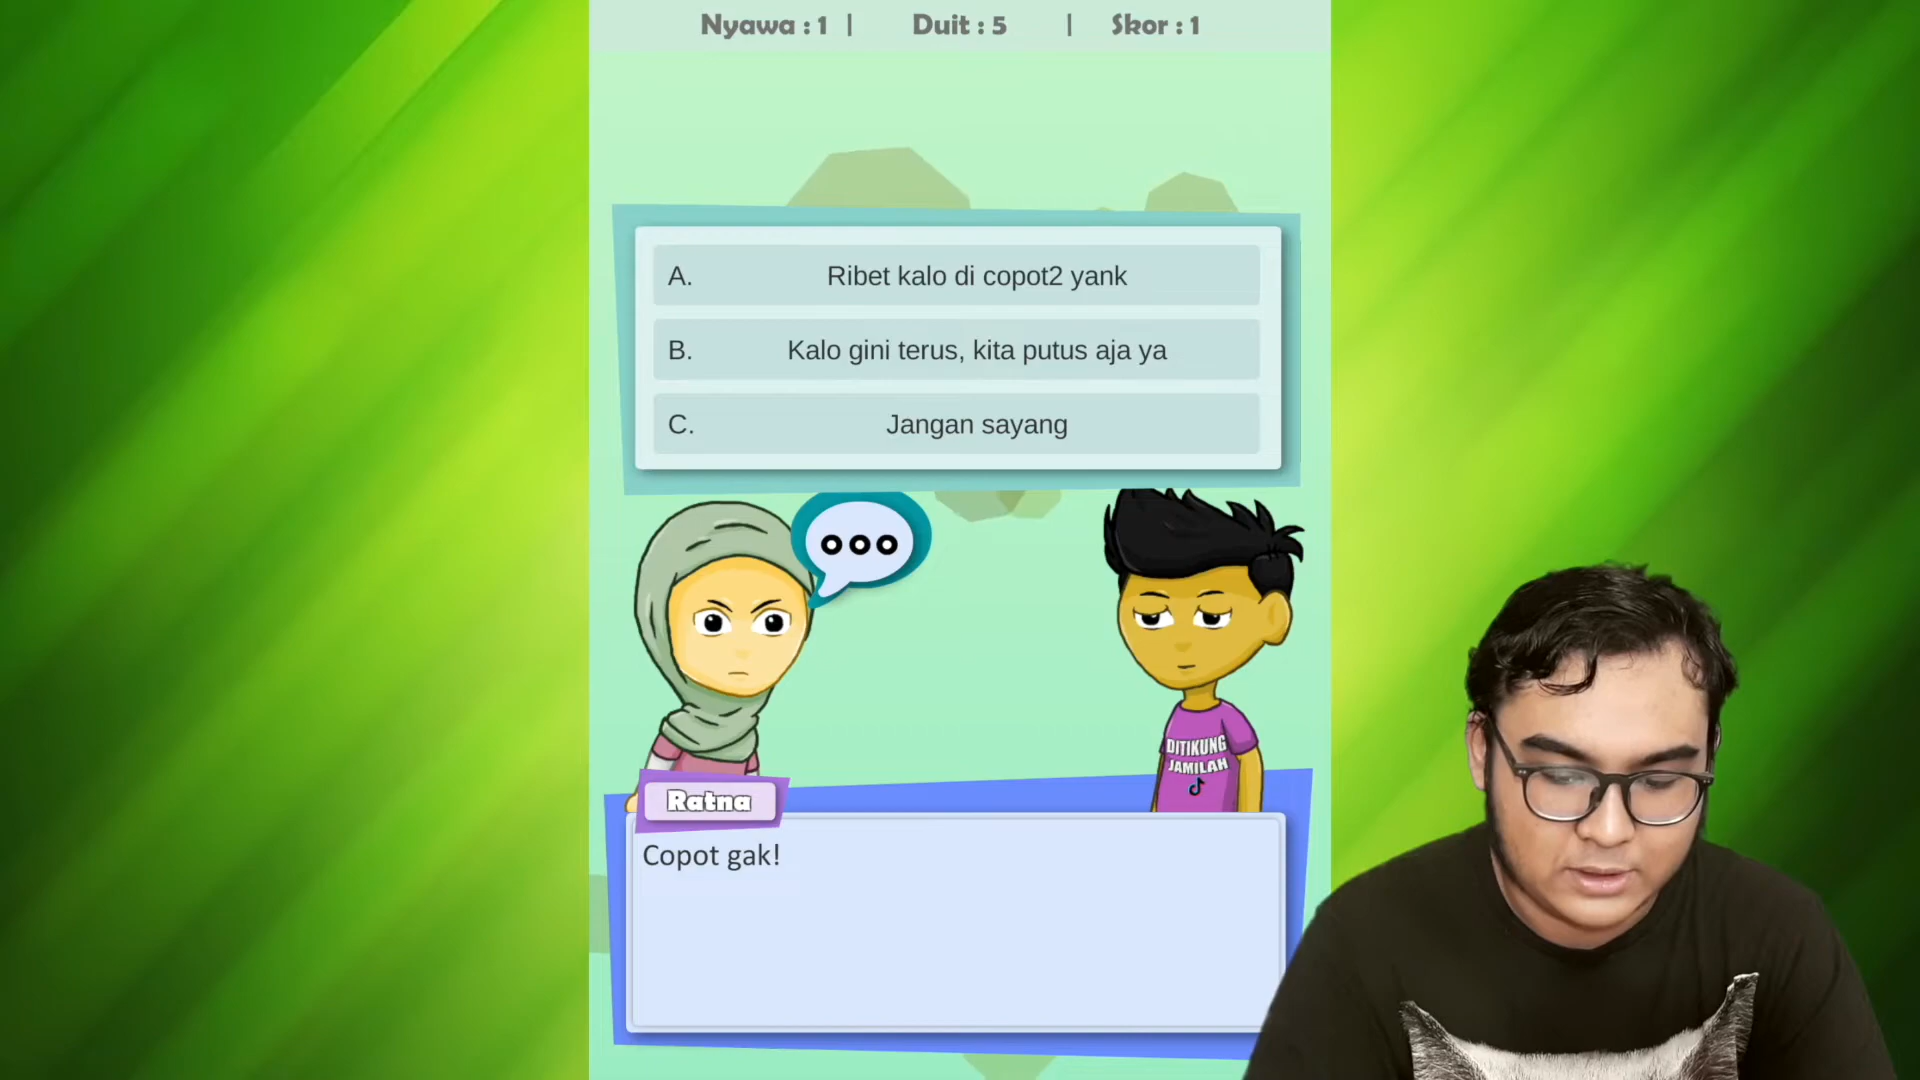 Nyawa : 1 | Duit : 5 | Skor : 1
A. Ribet kalo di copot2 yank
B. Kalo gini terus, kita putus aja ya
C. Jangan sayang
DITIKUNG
JAMILAH
Ratna
Copot gak!